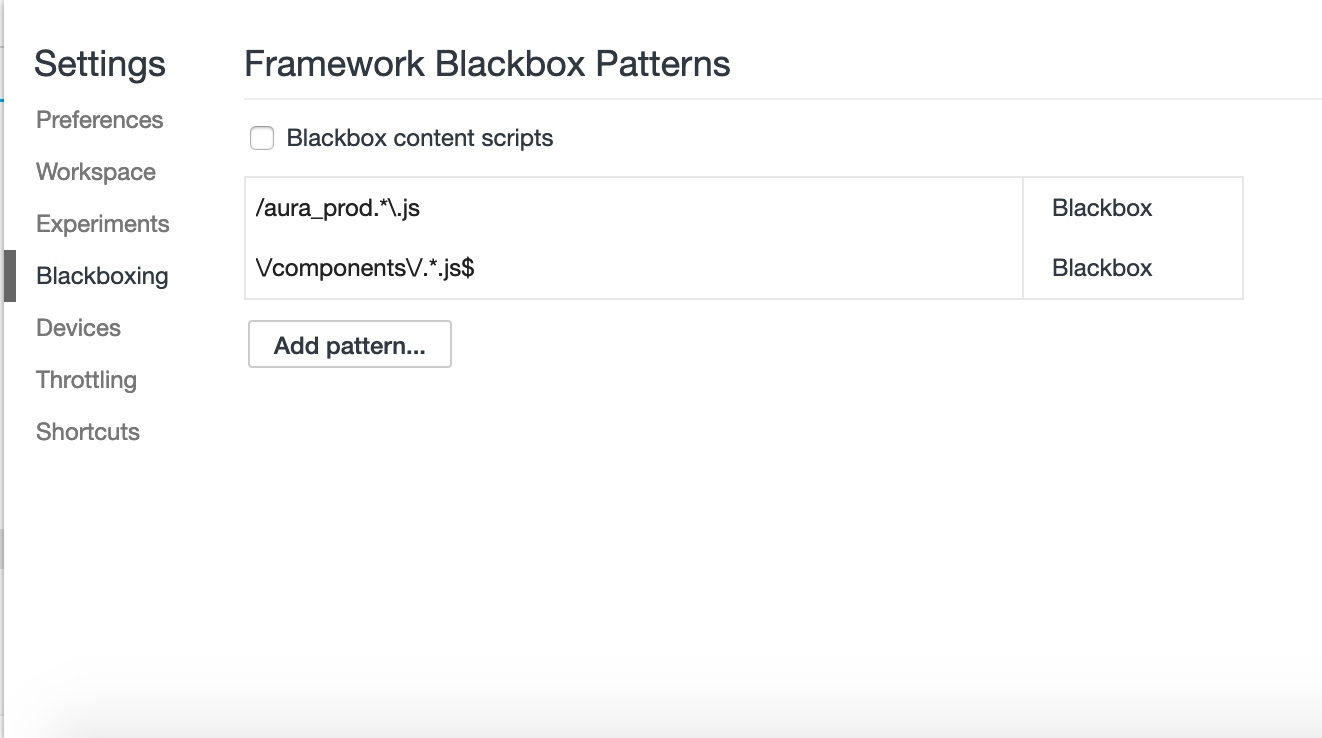 Settings
Preferences
Workspace
Experiments
Blackboxing
Devices
Throttling
Shortcuts
Framework Blackbox Patterns
Blackbox content scripts
/aura_prod.*\.js Blackbox
\/components\/.*.js$ Blackbox
Add pattern...